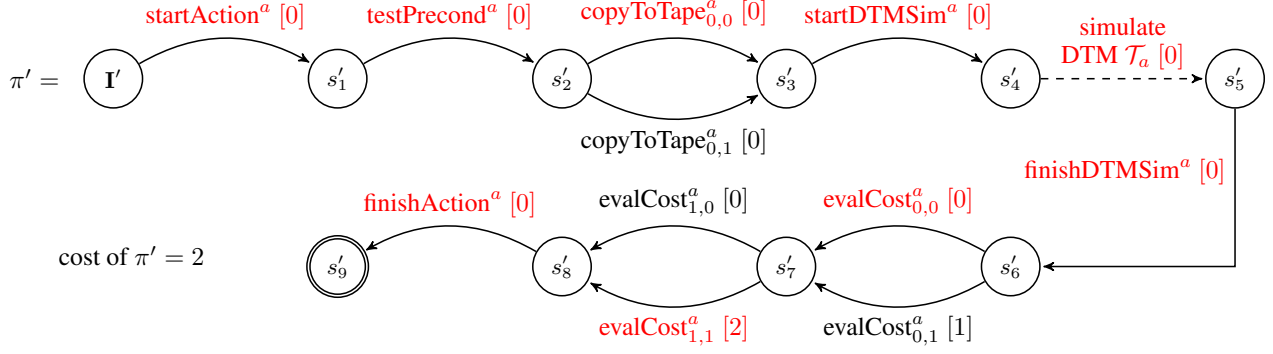 startAction^a [0] testPrecond^a [0] copyToTape^a_{0,0} [0] startDTMSim^a [0] simulate
DTM 𝒯_a [0]
π′ = I′ s′_1 s′_2 s′_3 s′_4 s′_5
copyToTape^a_{0,1} [0]
finishDTMSim^a [0]
finishAction^a [0] evalCost^a_{1,0} [0] evalCost^a_{0,0} [0]
cost of π′ = 2 s′_9 s′_8 s′_7 s′_6
evalCost^a_{1,1} [2] evalCost^a_{0,1} [1]